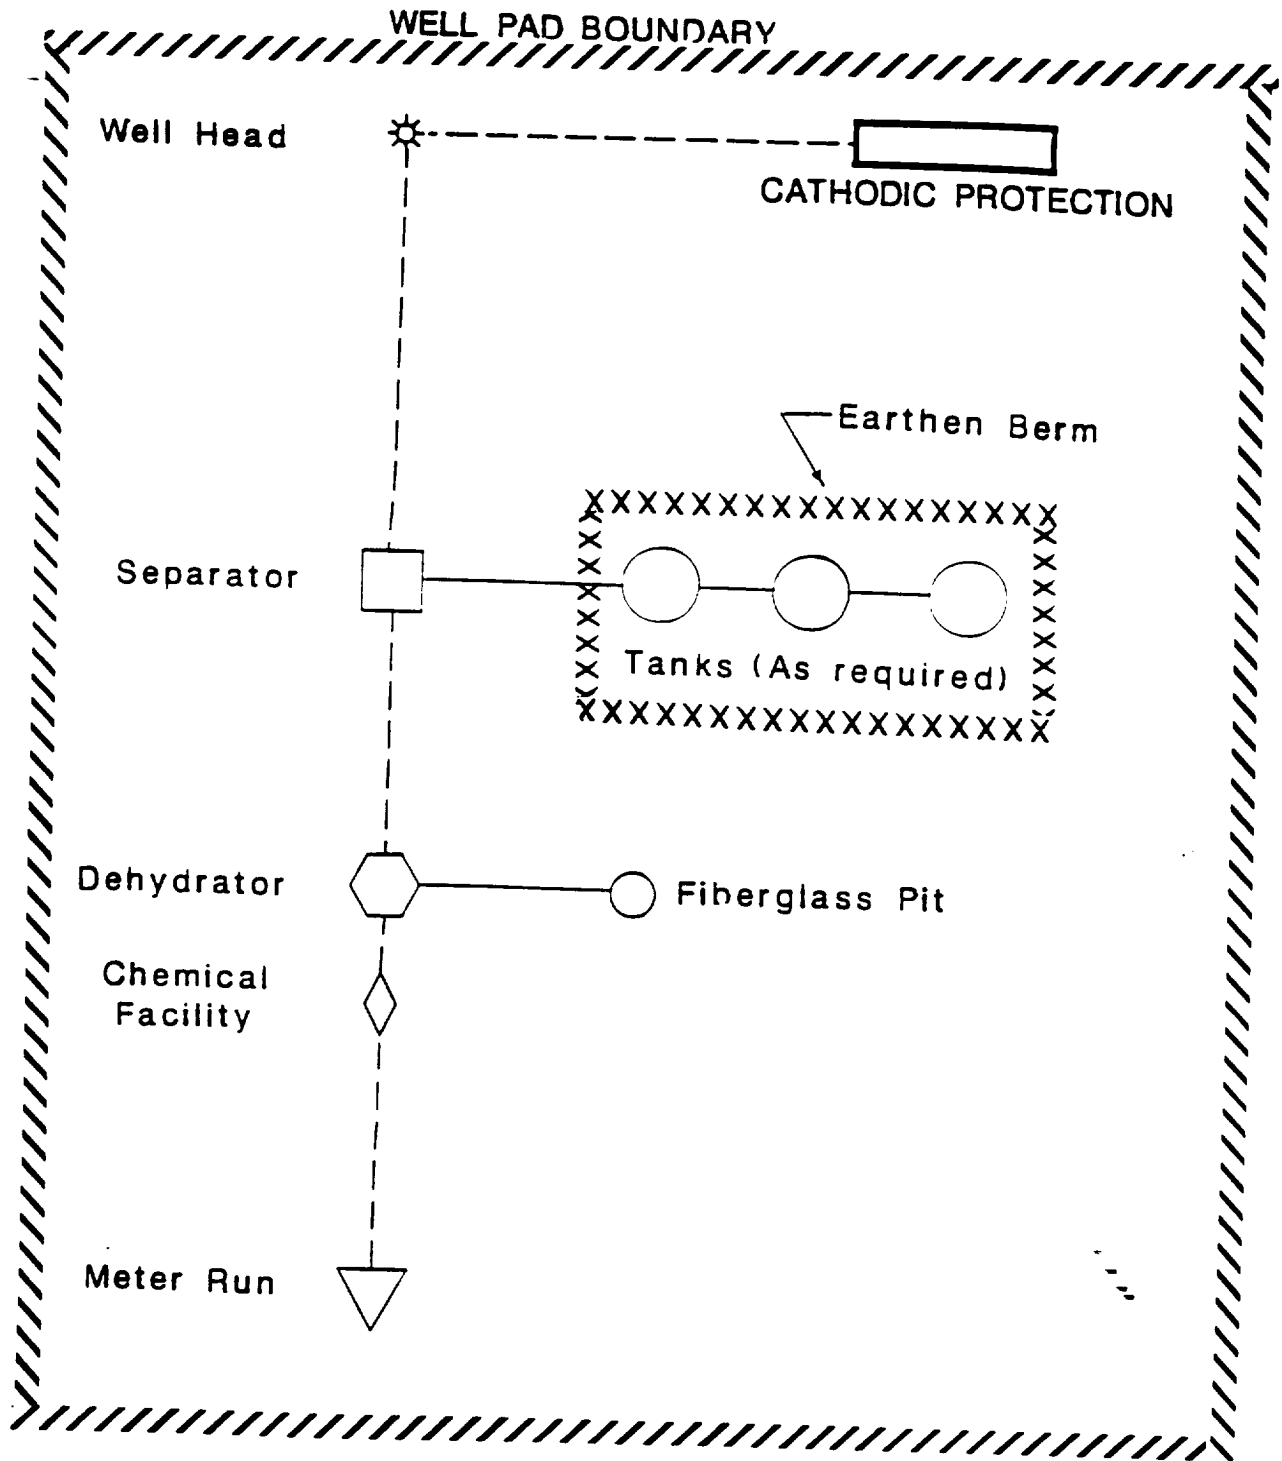 WELL PAD BOUNDARY
Well Head
CATHODIC PROTECTION
Earthen Berm
Separator
Tanks (As required)
Dehydrator
Fiberglass Pit
Chemical
Facility
Meter Run